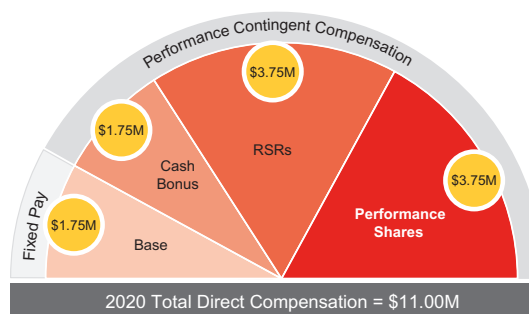 Performance Contingent Compensation
$3.75M
$1.75M
RSRs
Cash
Bonus
$3.75M
Fixed Pay
$1.75M
Base
Performance
Shares
2020 Total Direct Compensation = $11.00M